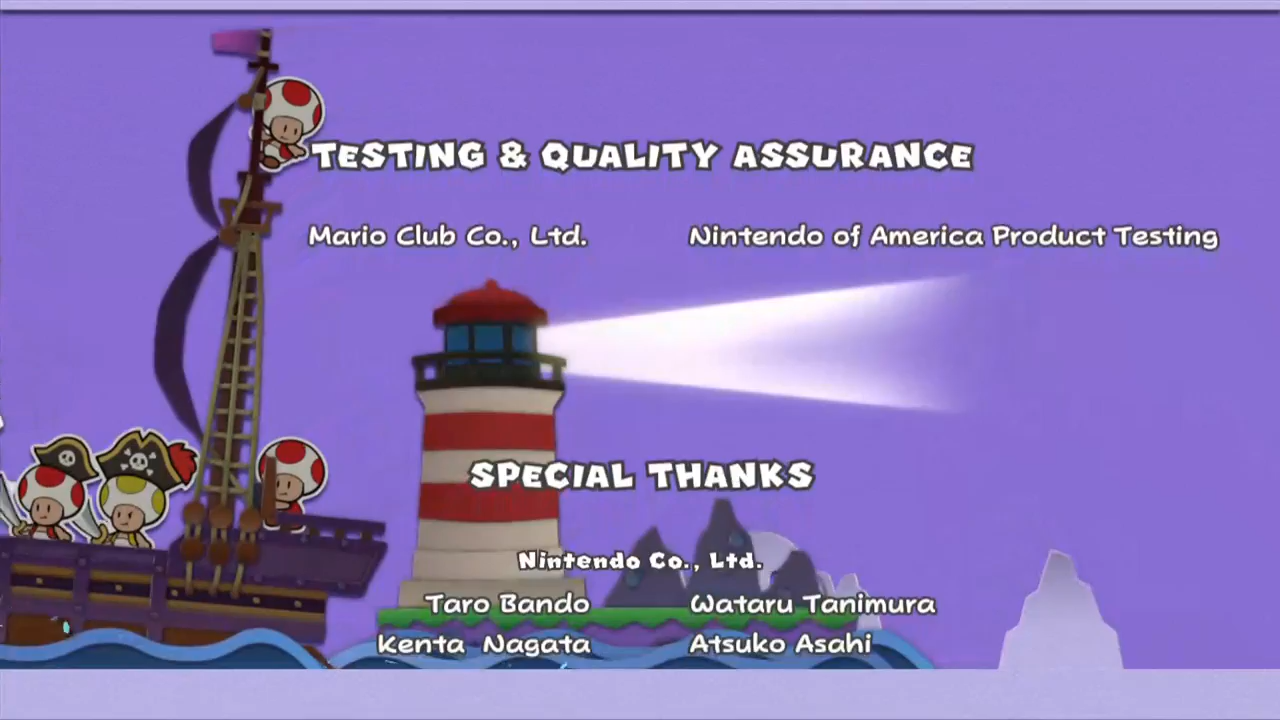 TESTING & QUALITY ASSURANCE
Mario Club Co., Ltd. Nintendo of America Product Testing
SPECIAL THANKS
Nintendo Co., Ltd.
Taro Bando Wataru Tanimura
Kenta Nagata Atsuko Asahi